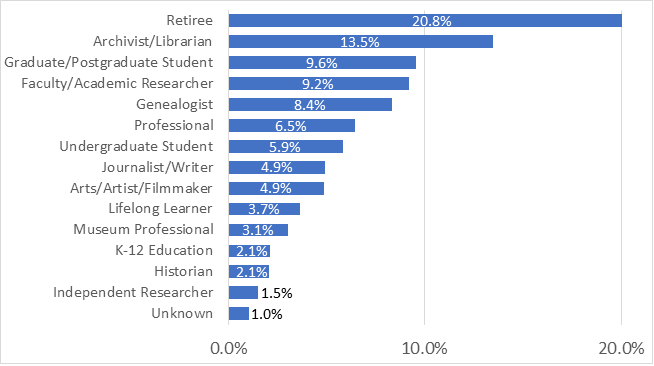 Retiree 20.8%
Archivist/Librarian 13.5%
Graduate/Postgraduate Student 9.6%
Faculty/Academic Researcher 9.2%
Genealogist 8.4%
Professional 6.5%
Undergraduate Student 5.9%
Journalist/Writer 4.9%
Arts/Artist/Filmmaker 4.9%
Lifelong Learner 3.7%
Museum Professional 3.1%
K-12 Education 2.1%
Historian 2.1%
Independent Researcher 1.5%
Unknown 1.0%
0.0% 10.0% 20.0%